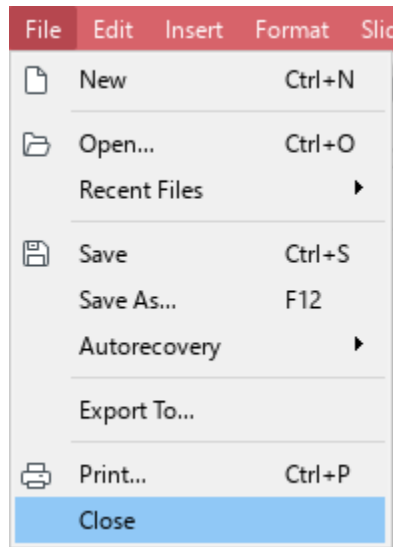 File Edit Insert Format Slic
New Ctrl+N
Open... Ctrl+O
Recent Files
Save Ctrl+S
Save As... F12
Autorecovery
Export To...
Print... Ctrl+P
Close